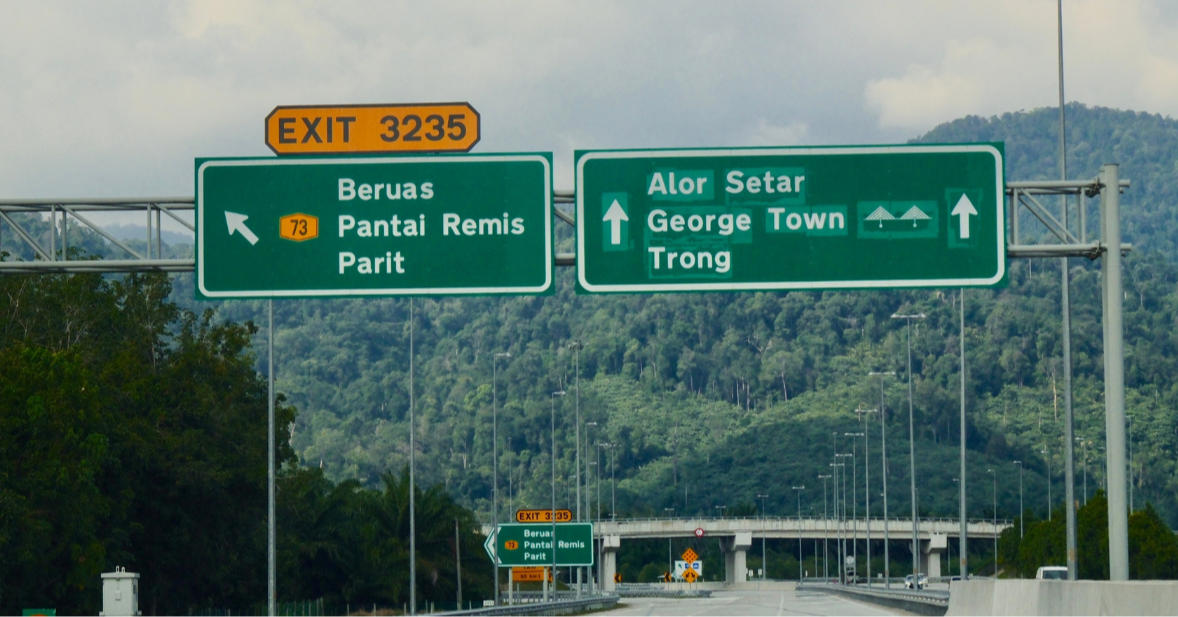 EXIT 3235
Beruas
73 Pantai Remis
Parit
Alor Setar
George Town
Trong
EXIT 3235
Beruas
73 Pantai Remis
Parit